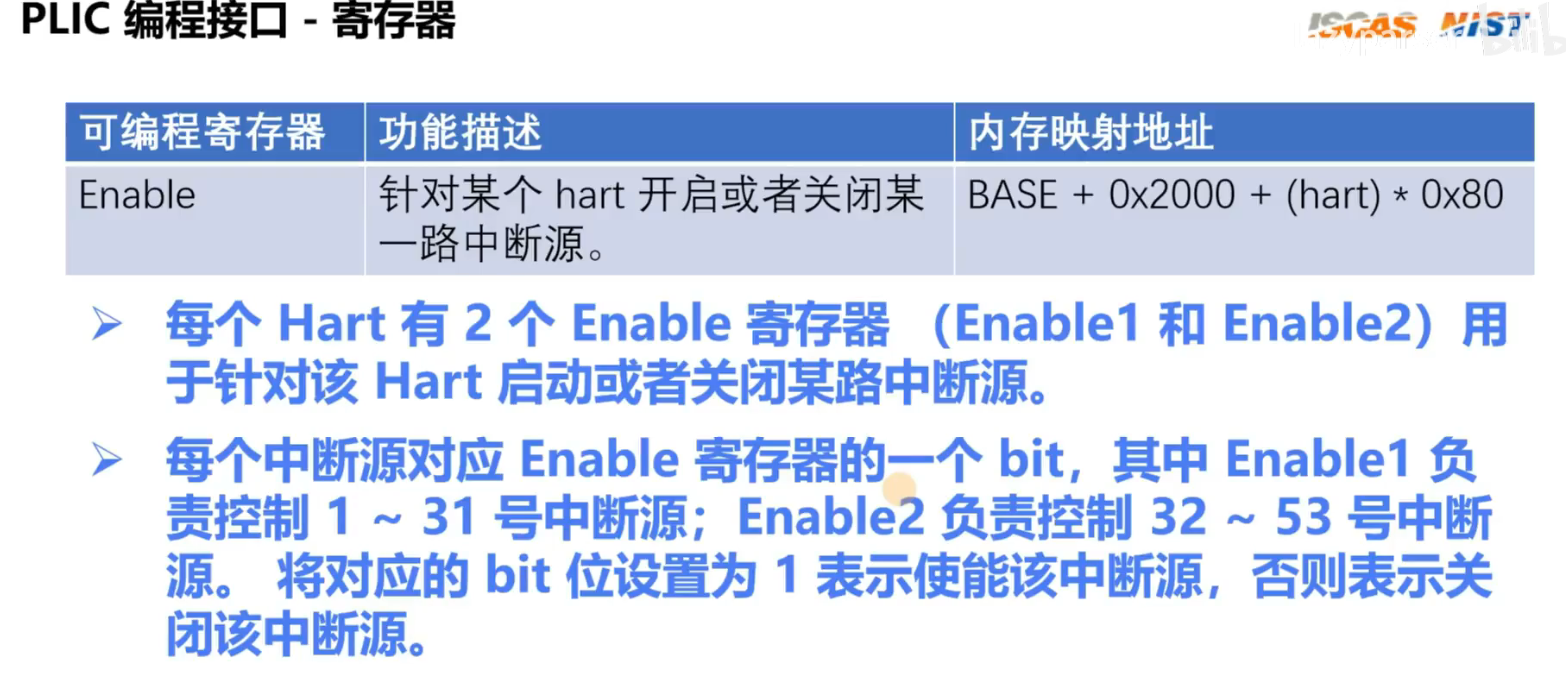 PLIC 编程接口 - 寄存器
ISCAS
可编程寄存器 功能描述 内存映射地址
Enable 针对某个 hart 开启或者关闭某 BASE + 0x2000 + (hart) * 0x80
一路中断源。
➢ 每个 Hart 有 2 个 Enable 寄存器 （Enable1 和 Enable2）用
于针对该 Hart 启动或者关闭某路中断源。
➢ 每个中断源对应 Enable 寄存器的一个 bit，其中 Enable1 负
责控制 1 ~ 31 号中断源；Enable2 负责控制 32 ~ 53 号中断
源。 将对应的 bit 位设置为 1 表示使能该中断源，否则表示关
闭该中断源。